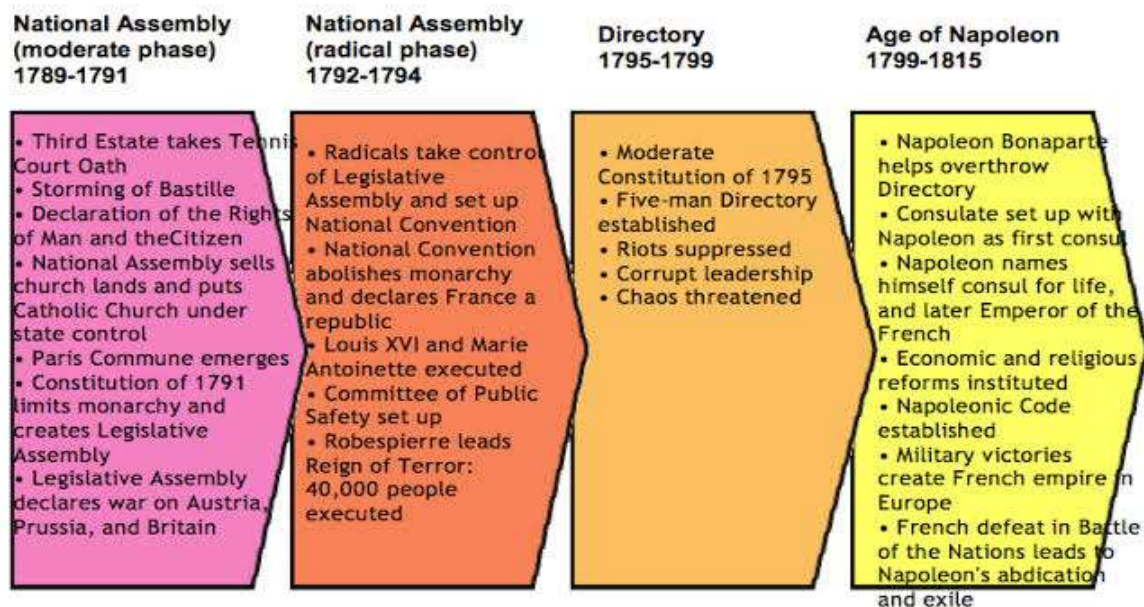 National Assembly
(moderate phase)
1789-1791
• Third Estate takes Tennis
Court Oath
• Storming of Bastille
• Declaration of the Rights
of Man and theCitizen
• National Assembly sells
church lands and puts
Catholic Church under
state control
• Paris Commune emerges
• Constitution of 1791
limits monarchy and
creates Legislative
Assembly
• Legislative Assembly
declares war on Austria,
Prussia, and Britain
National Assembly
(radical phase)
1792-1794
• Radicals take control
of Legislative
Assembly and set up
National Convention
• National Convention
abolishes monarchy
and declares France a
republic
• Louis XVI and Marie
Antoinette executed
• Committee of Public
Safety set up
• Robespierre leads
Reign of Terror:
40,000 people
executed
Directory
1795-1799
• Moderate
Constitution of 1795
• Five-man Directory
established
• Riots suppressed
• Corrupt leadership
• Chaos threatened
Age of Napoleon
1799-1815
• Napoleon Bonaparte
helps overthrow
Directory
• Consulate set up with
Napoleon as first consul
• Napoleon names
himself consul for life,
and later Emperor of the
French
• Economic and religious
reforms instituted
• Napoleonic Code
established
• Military victories
create French empire in
Europe
• French defeat in Battle
of the Nations leads to
Napoleon's abdication
and exile